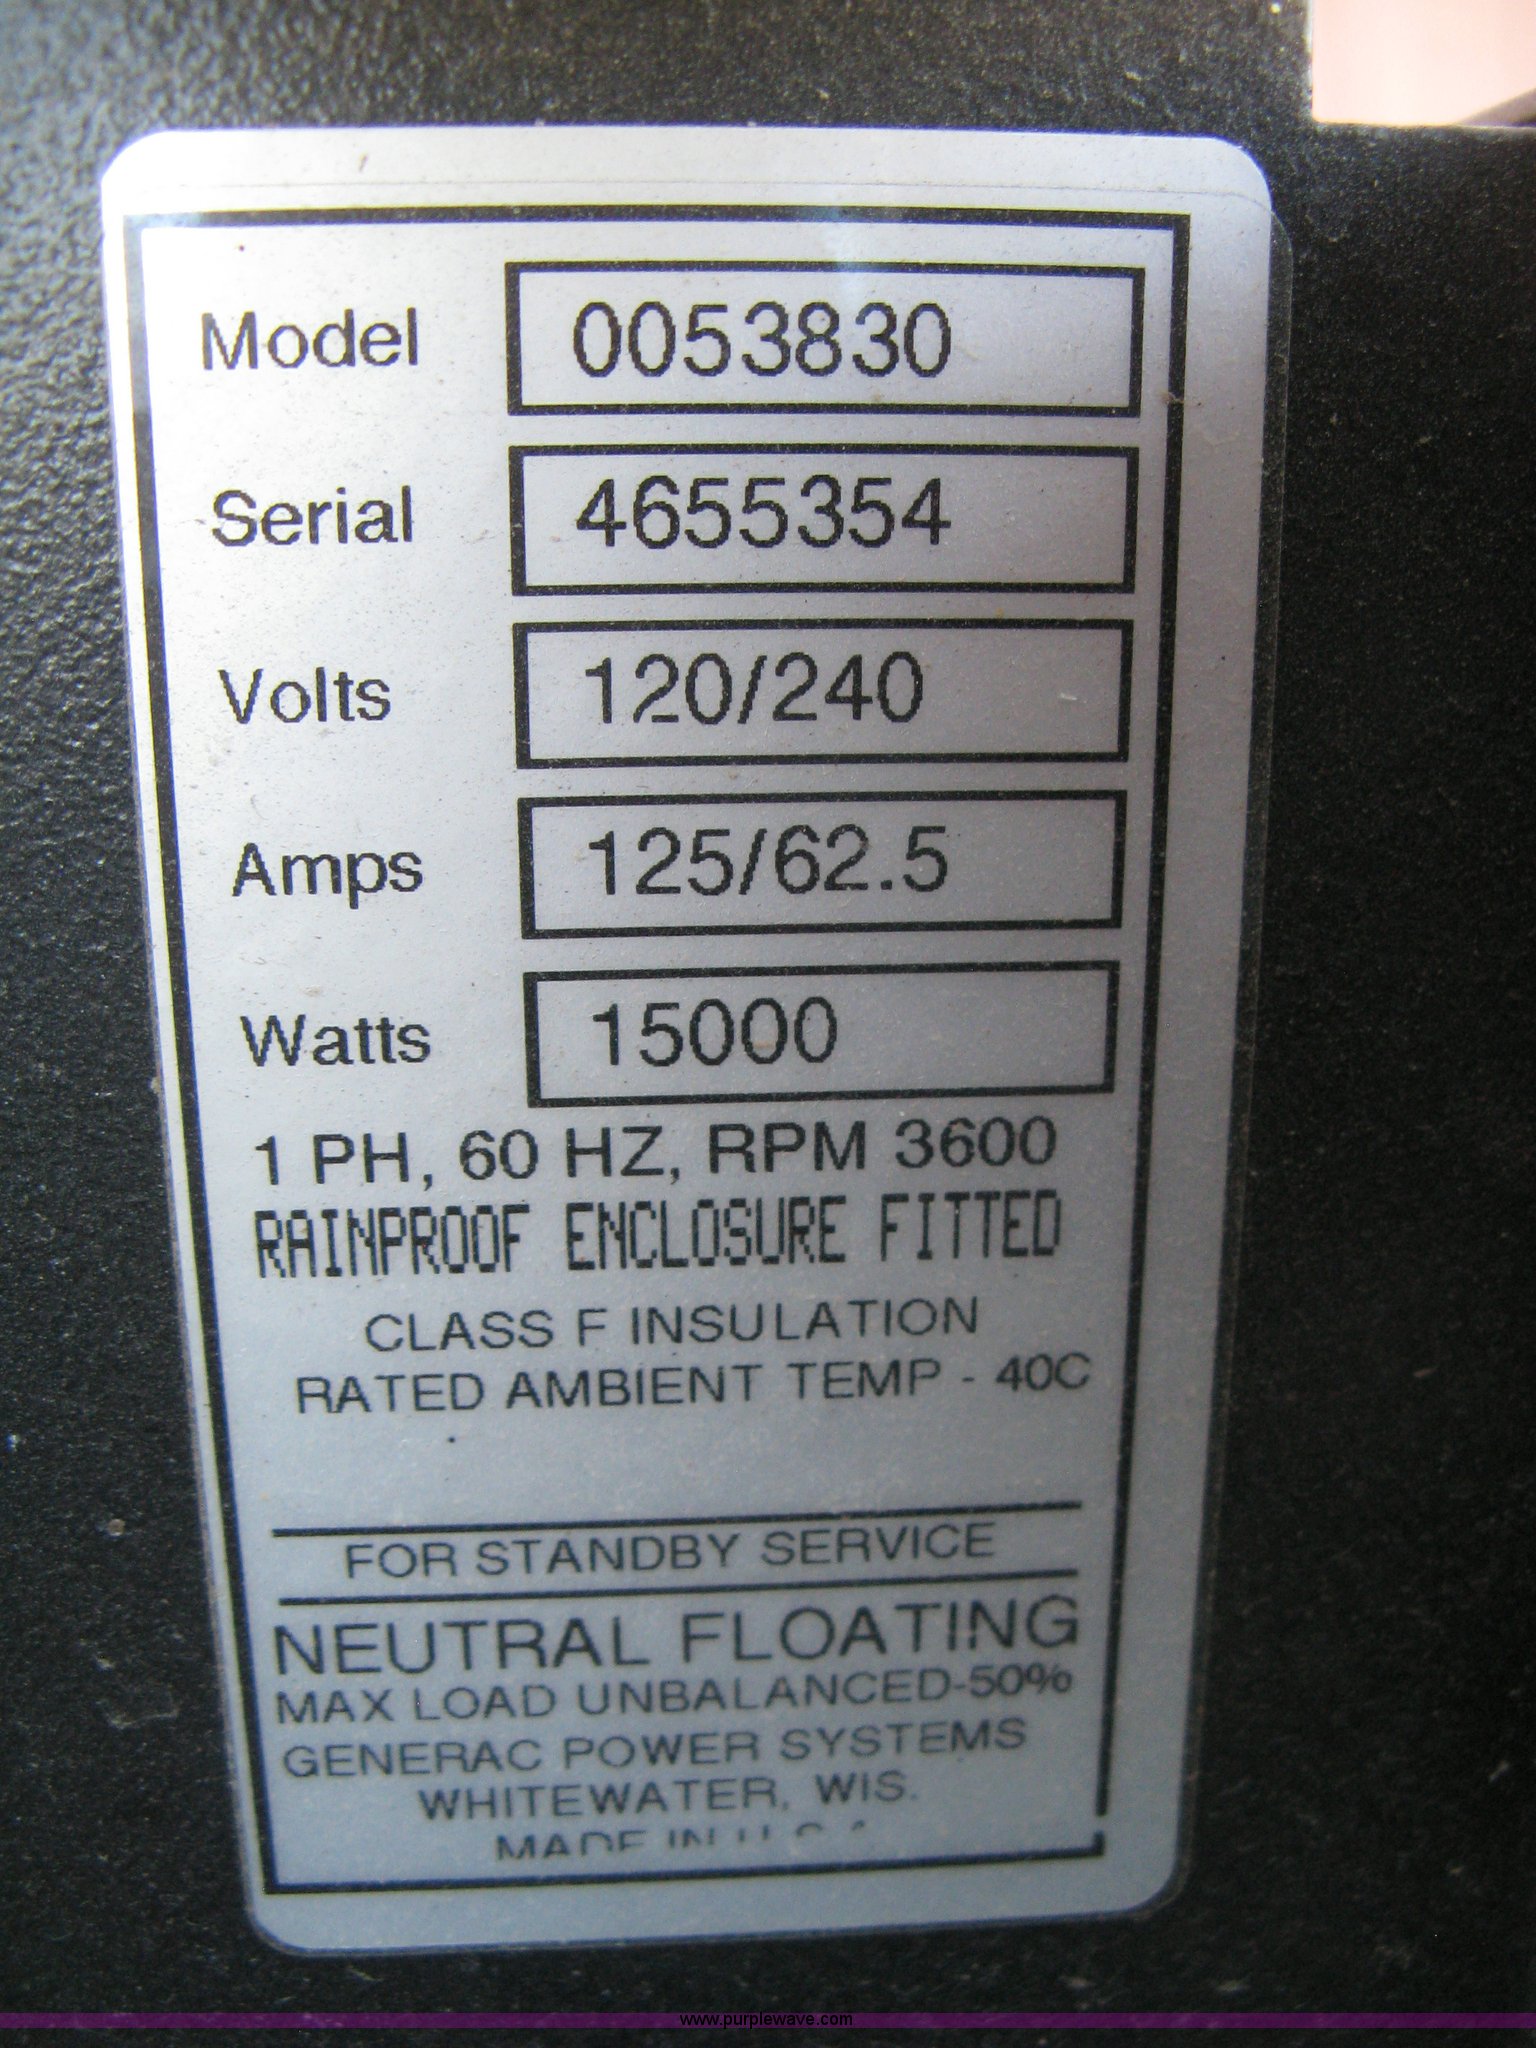 Model 0053830
Serial 4655354
Volts 120/240
Amps 125/62.5
Watts 15000
1 PH, 60 HZ, RPM 3600
RAINPROOF ENCLOSURE FITTED
CLASS F INSULATION
RATED AMBIENT TEMP - 40C
FOR STANDBY SERVICE
NEUTRAL FLOATING
MAX LOAD UNBALANCED-50%
GENERAC POWER SYSTEMS
WHITEWATER, WIS.
MADE IN U.S.A.
www.purplewave.com